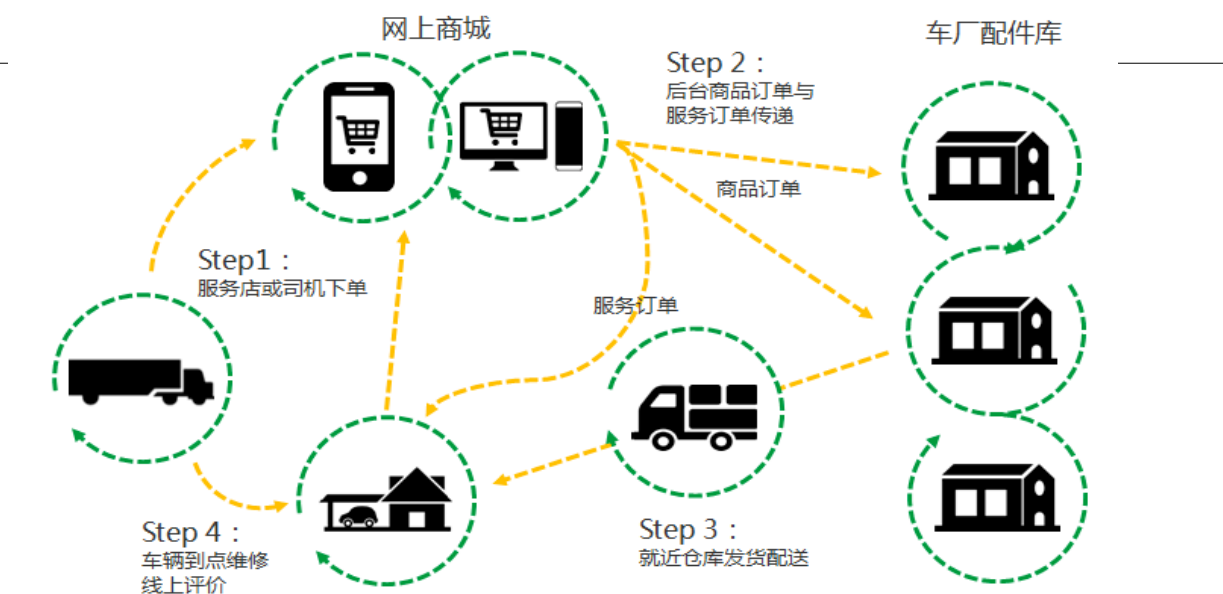 网上商城
车厂配件库
Step 2：
后台商品订单与
服务订单传递
商品订单
Step1：
服务店或司机下单
服务订单
Step 4：
车辆到点维修
线上评价
Step 3：
就近仓库发货配送